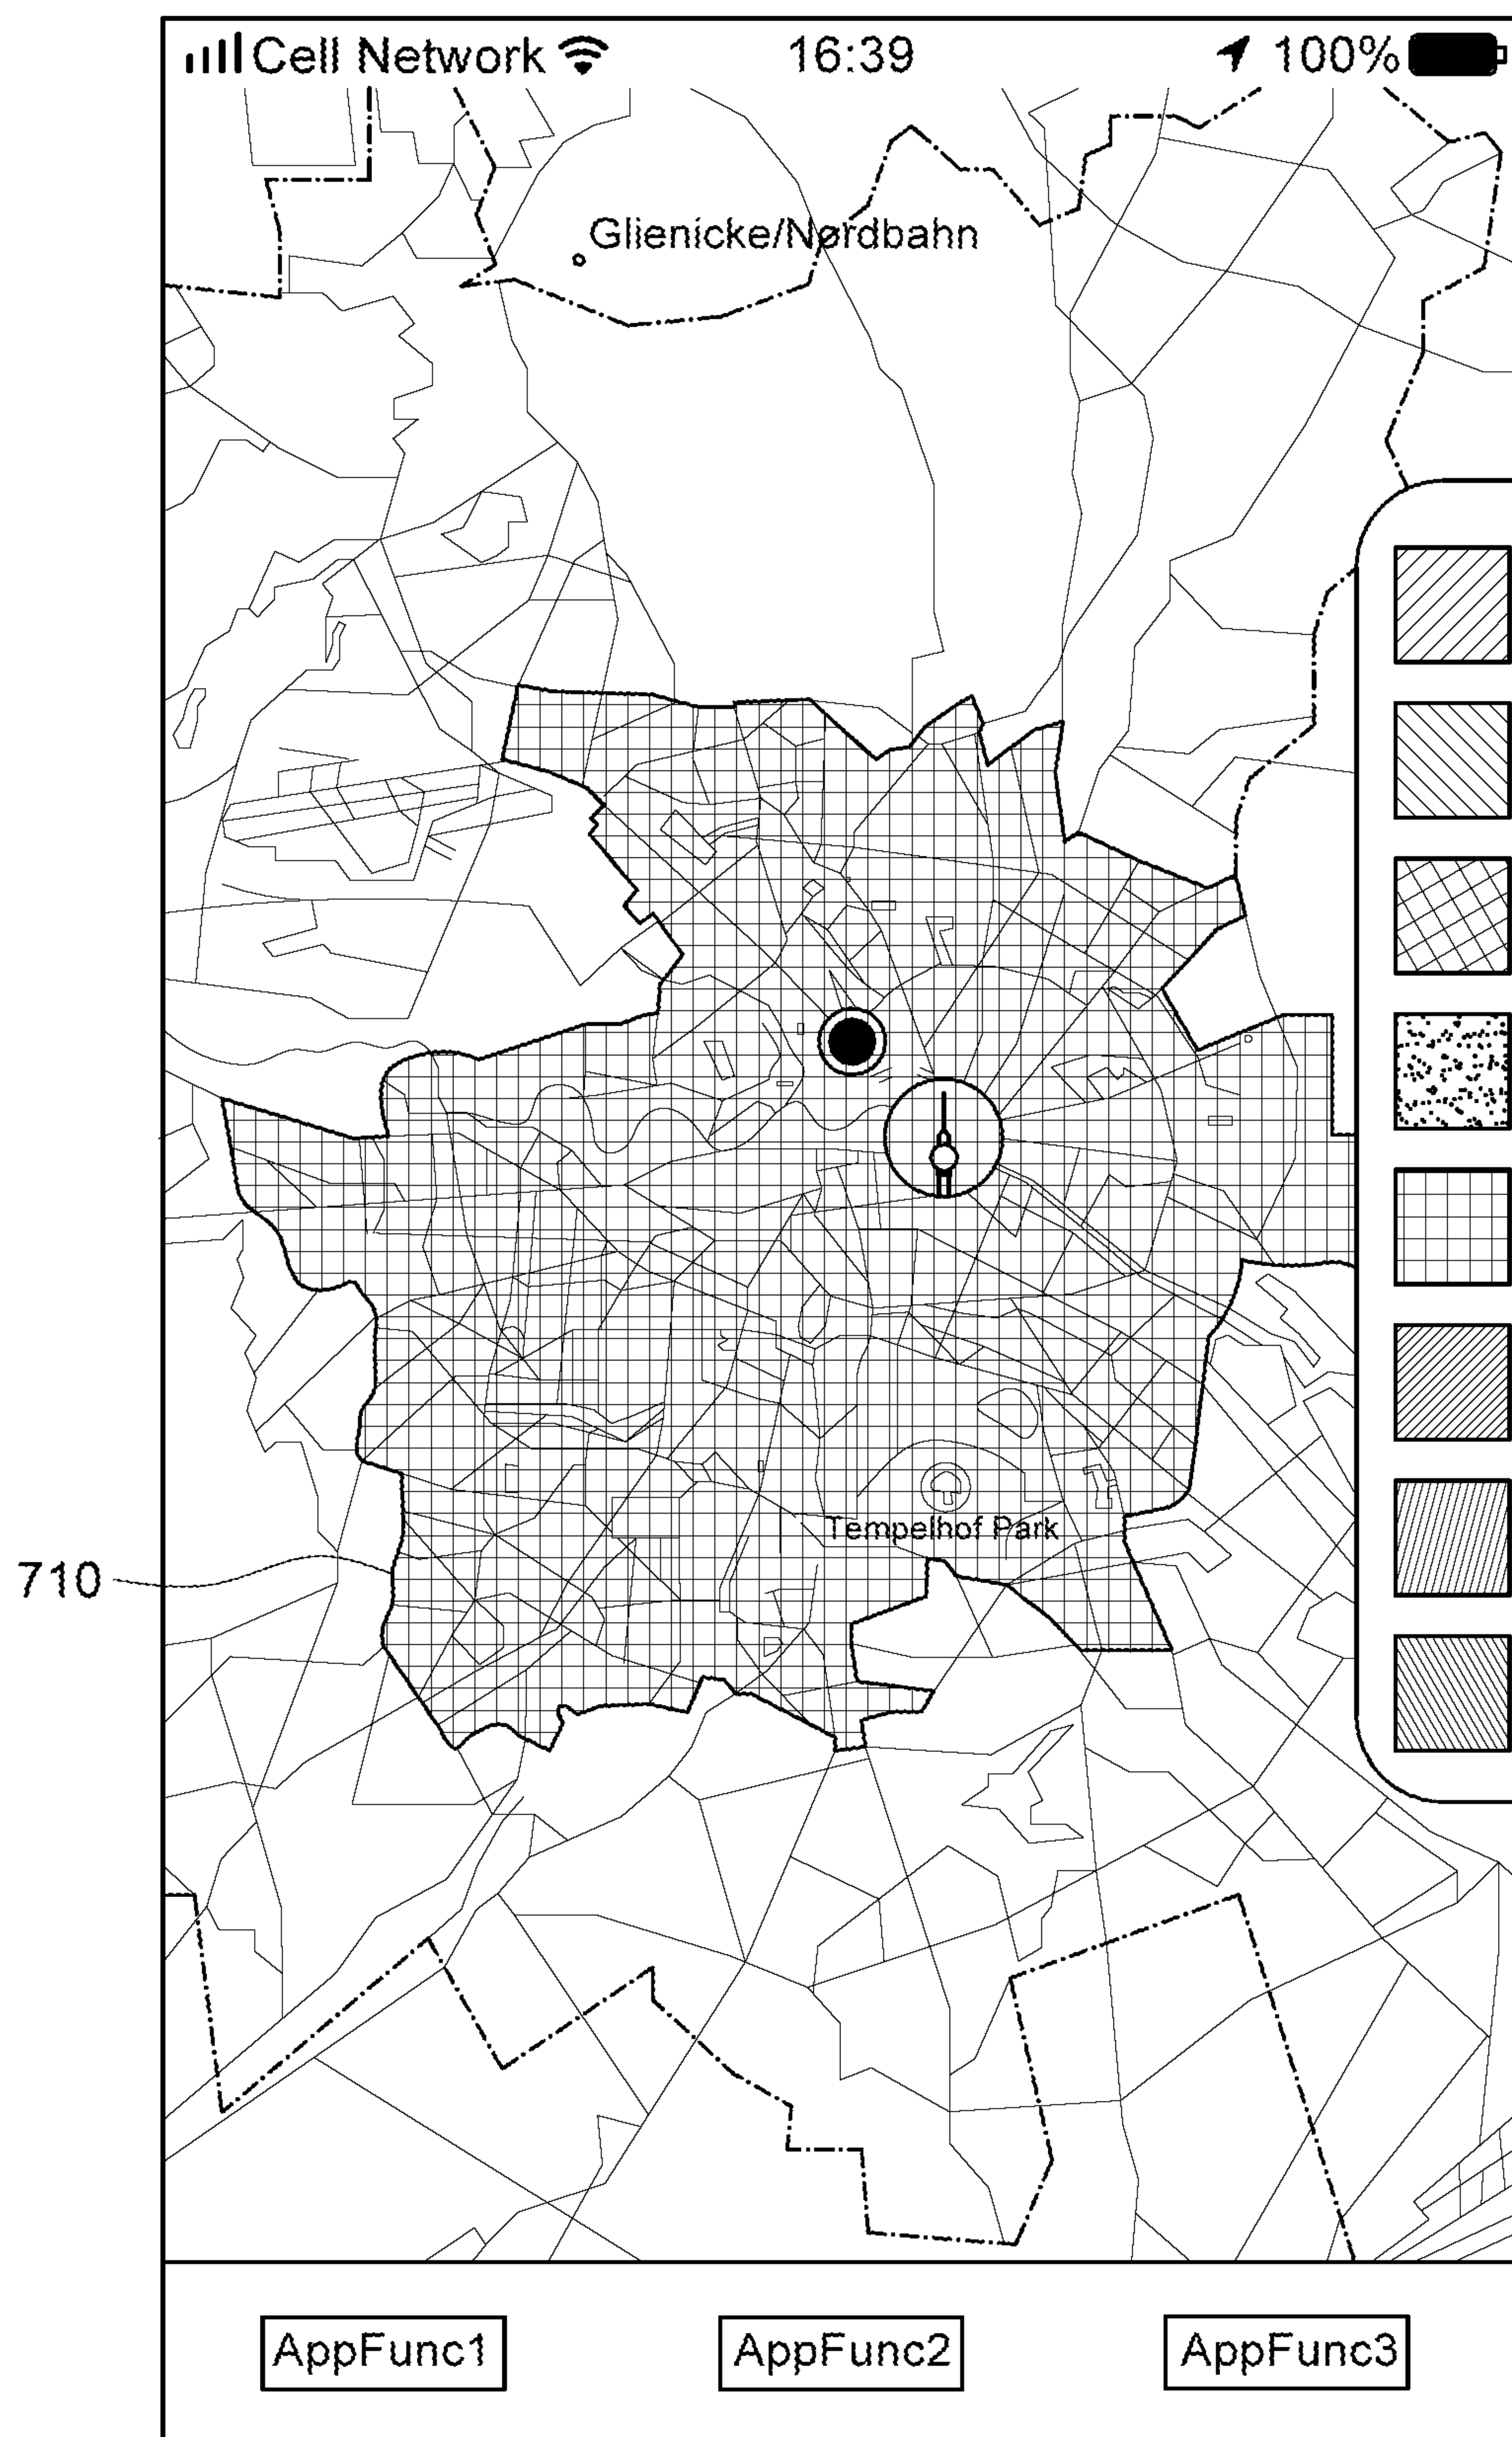 Cell Network 16:39 100%
Glienicke/Nordbahn
Tempelhof Park
710
AppFunc1 AppFunc2 AppFunc3